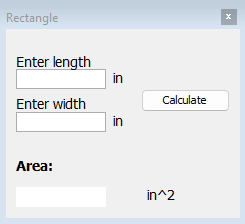 Rectangle
x
Enter length
in
Calculate
Enter width
in
Area:
in^2